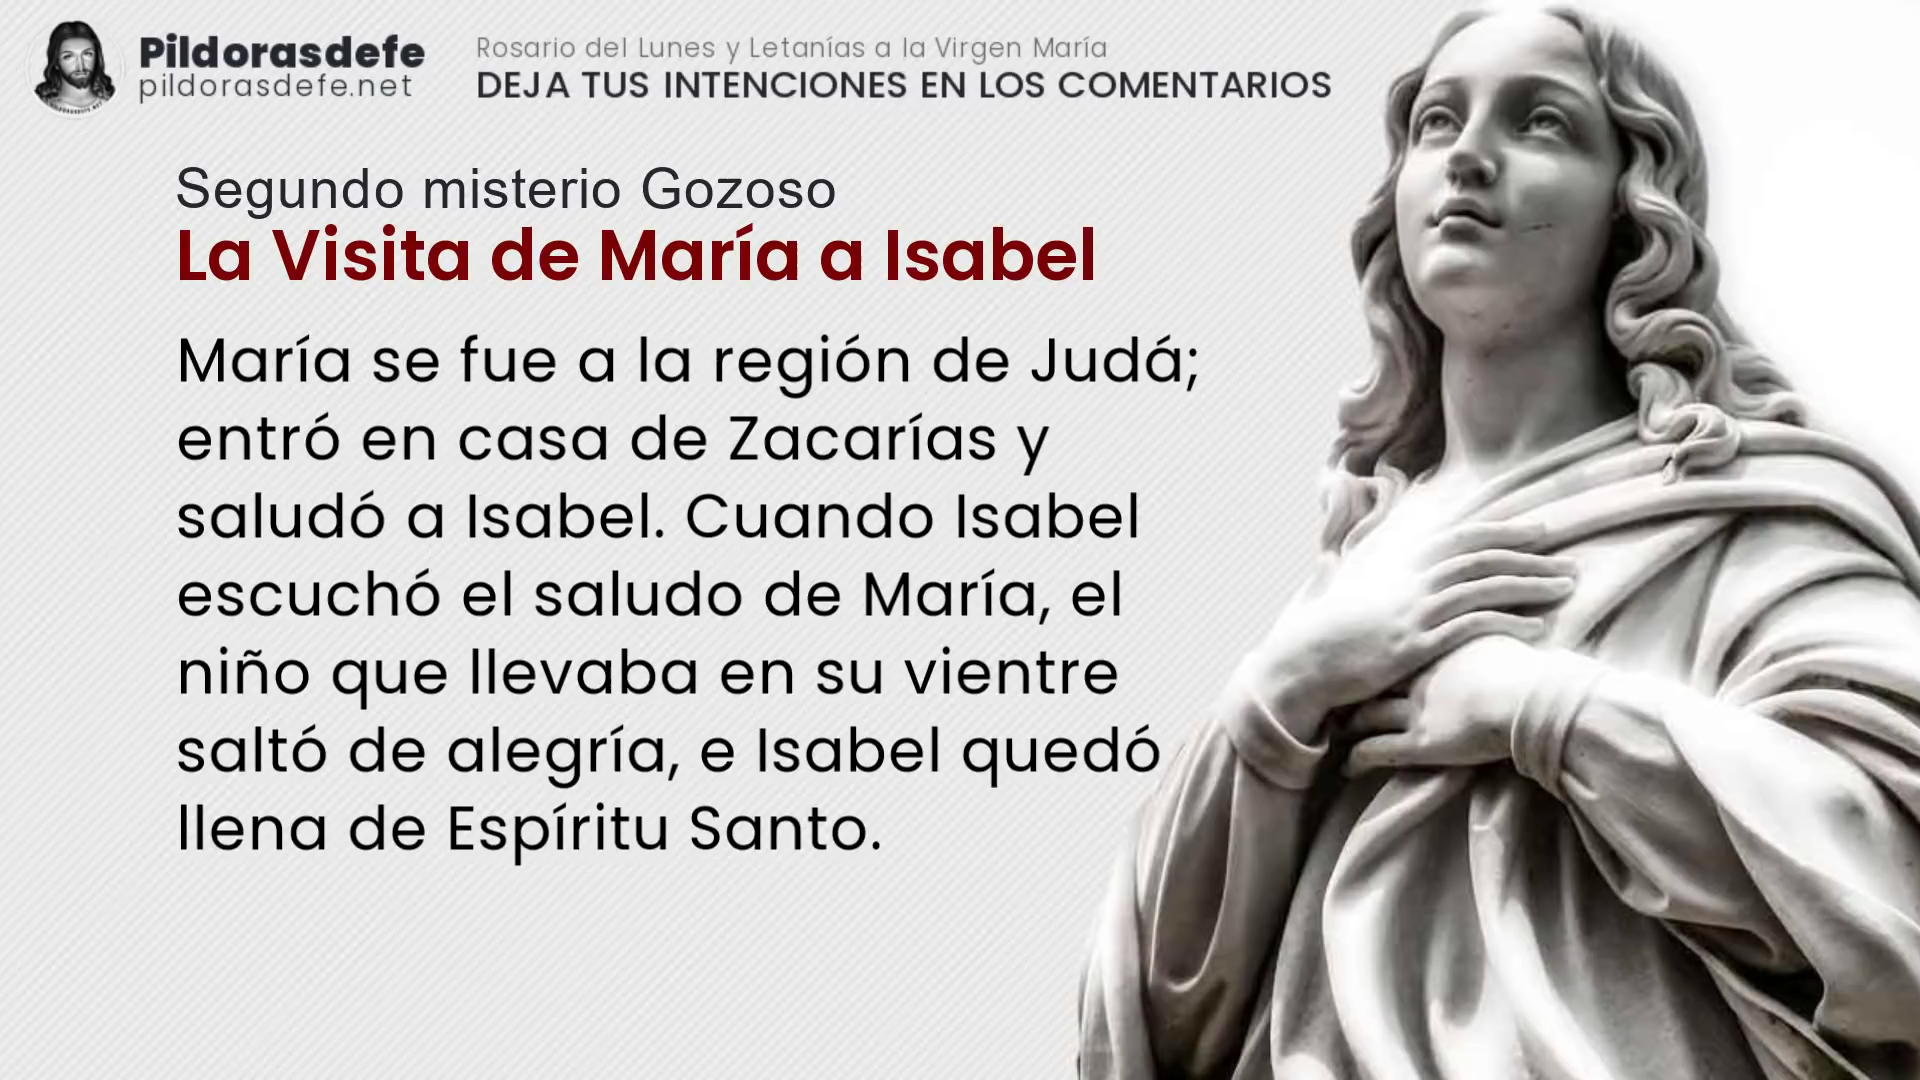 Pildorasdefe
pildorasdefe.net
Rosario del Lunes y Letanías a la Virgen María
DEJA TUS INTENCIONES EN LOS COMENTARIOS
Segundo misterio Gozoso
La Visita de María a Isabel
María se fue a la región de Judá;
entró en casa de Zacarías y
saludó a Isabel. Cuando Isabel
escuchó el saludo de María, el
niño que llevaba en su vientre
saltó de alegría, e Isabel quedó
llena de Espíritu Santo.